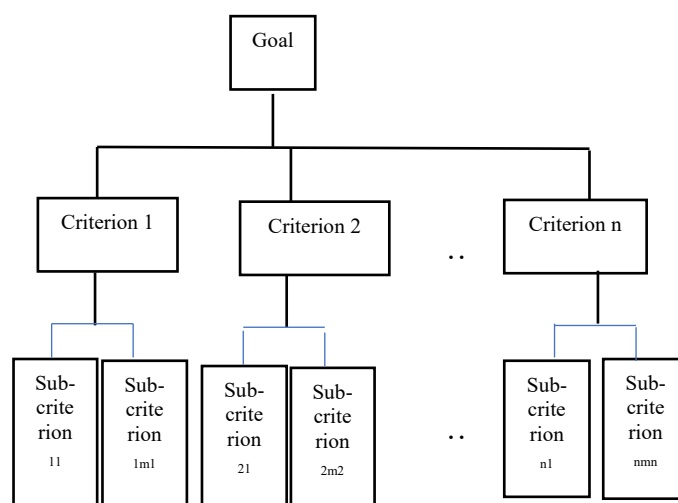 Goal
Criterion 1
Criterion 2
Criterion n
..
Sub-
crite
rion
11
Sub-
crite
rion
1m1
Sub-
crite
rion
21
Sub-
crite
rion
2m2
..
Sub-
crite
rion
n1
Sub-
crite
rion
nmn